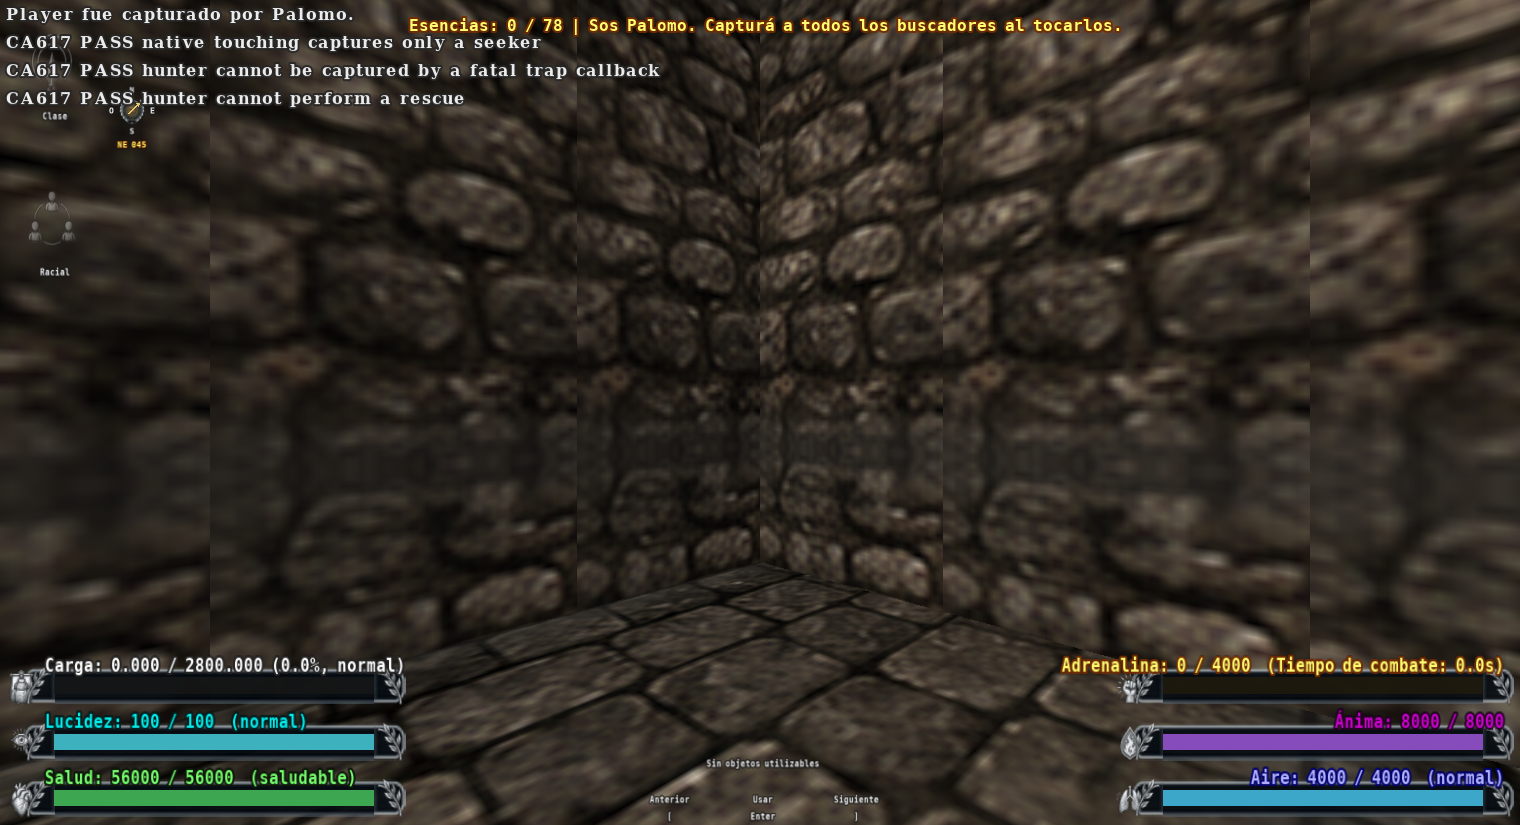 Player fue capturado por Palomo.
Esencias: 0 / 78 | Sos Palomo. Capturá a todos los buscadores al tocarlos.
CA617 PASS native touching captures only a seeker
CA617 PASS hunter cannot be captured by a fatal trap callback
CA617 PASS hunter cannot perform a rescue
N
O
E
S
Clase
NE 045
Racial
Carga: 0.000 / 2800.000 (0.0%, normal)
Lucidez: 100 / 100 (normal)
Salud: 56000 / 56000 (saludable)
Adrenalina: 0 / 4000 (Tiempo de combate: 0.0s)
Ánima: 8000 / 8000
Aire: 4000 / 4000 (normal)
Sin objetos utilizables
Anterior Usar Siguiente
[ Enter ]